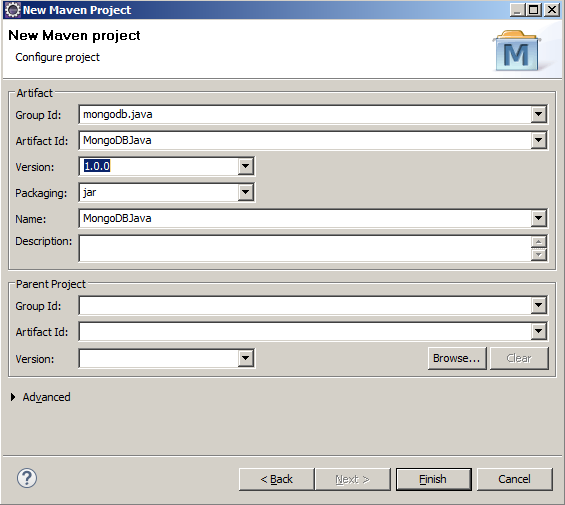 New Maven Project
New Maven project
Configure project
M
Artifact
Group Id: mongodb.java
Artifact Id: MongoDBJava
Version: 1.0.0
Packaging: jar
Name: MongoDBJava
Description:
Parent Project
Group Id:
Artifact Id:
Version: Browse... Clear
Advanced
? < Back Next > Finish Cancel